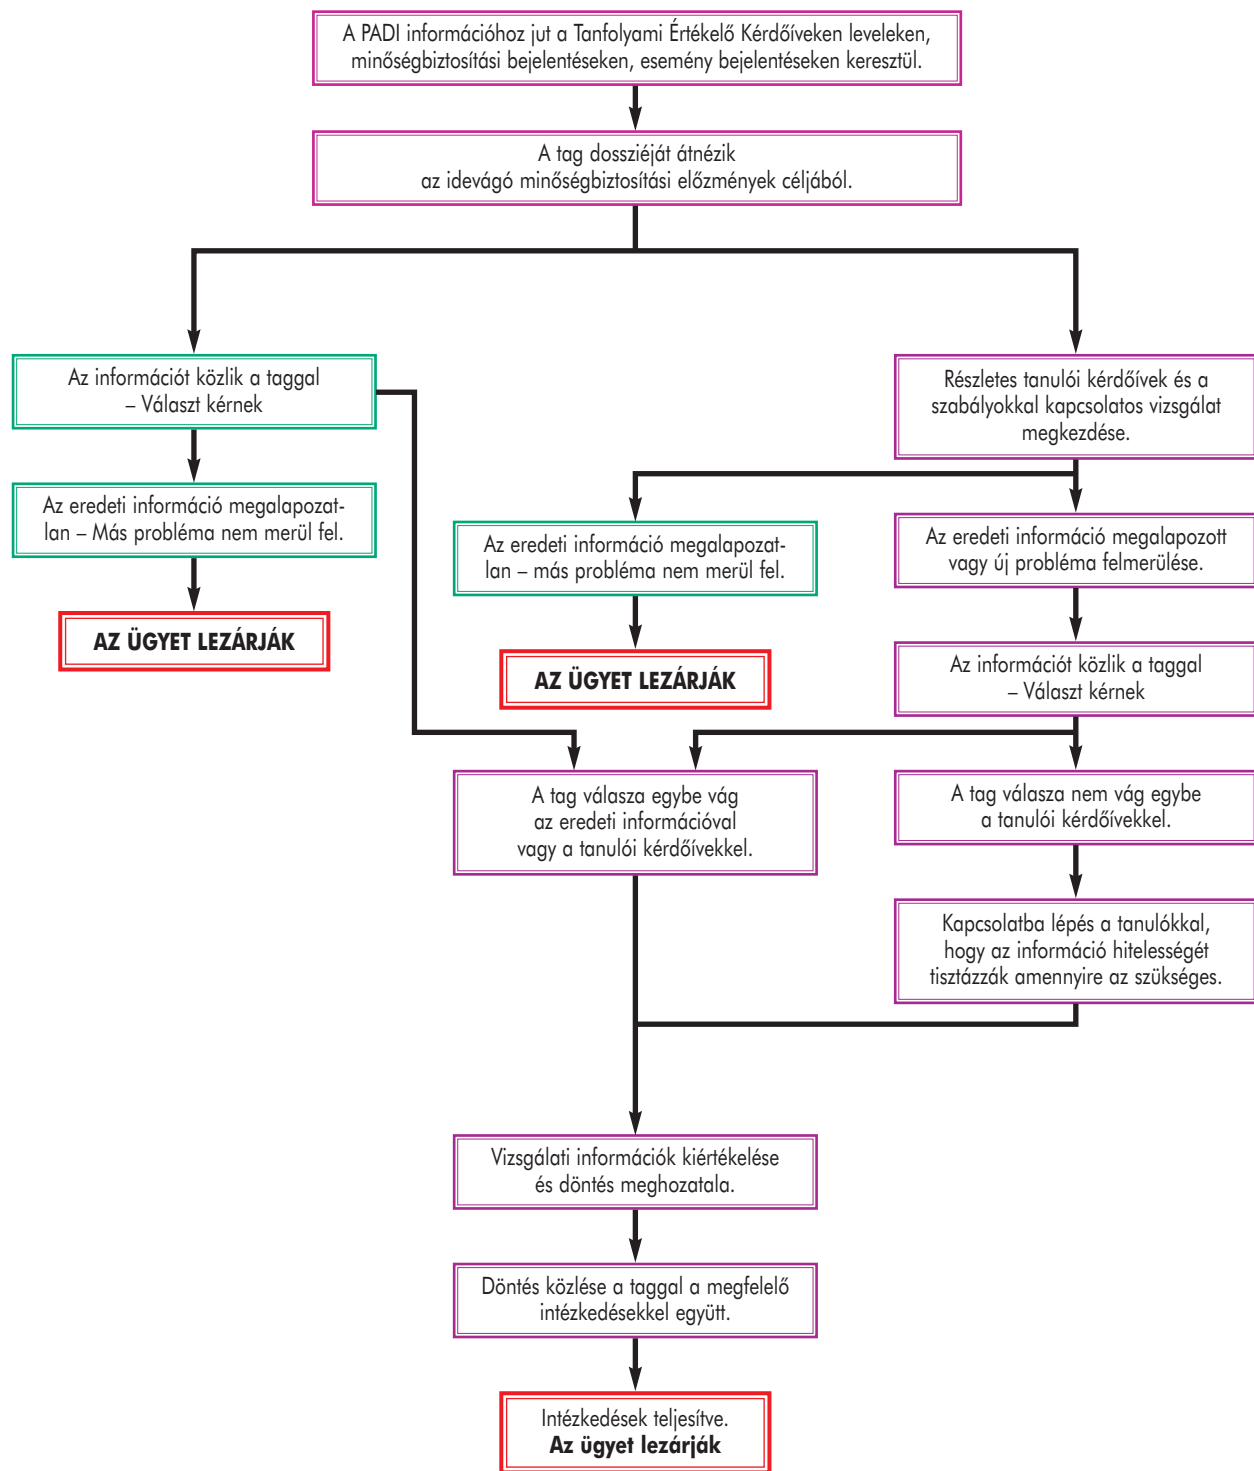 A PADI információhoz jut a Tanfolyami Értékelő Kérdőíveken leveleken,
minőségbiztosítási bejelentéseken, esemény bejelentéseken keresztül.
A tag dossziéját átnézik
az idevágó minőségbiztosítási előzmények céljából.
Az információt közlik a taggal
– Választ kérnek
Az eredeti információ megalapozat-
lan – Más probléma nem merül fel.
AZ ÜGYET LEZÁRJÁK
Részletes tanulói kérdőívek és a
szabályokkal kapcsolatos vizsgálat
megkezdése.
Az eredeti információ megalapozat-
lan – más probléma nem merül fel.
AZ ÜGYET LEZÁRJÁK
Az eredeti információ megalapozott
vagy új probléma felmerülése.
Az információt közlik a taggal
– Választ kérnek
A tag válasza egybe vág
az eredeti információval
vagy a tanulói kérdőívekkel.
A tag válasza nem vág egybe
a tanulói kérdőívekkel.
Kapcsolatba lépés a tanulókkal,
hogy az információ hitelességét
tisztázzák amennyire az szükséges.
Vizsgálati információk kiértékelése
és döntés meghozatala.
Döntés közlése a taggal a megfelelő
intézkedésekkel együtt.
Intézkedések teljesítve.
Az ügyet lezárják